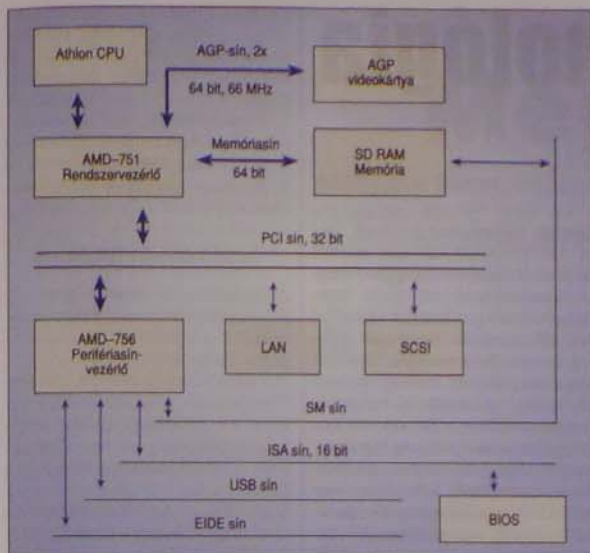 Athlon CPU
AGP-sín, 2x
64 bit, 66 MHz
AGP
videokártya
AMD–751
Rendszervezérlő
Memóriasín
64 bit
SD RAM
Memória
PCI sín, 32 bit
AMD–756
Perifériasín-
vezérlő
LAN
SCSI
SM sín
ISA sín, 16 bit
USB sín
EIDE sín
BIOS